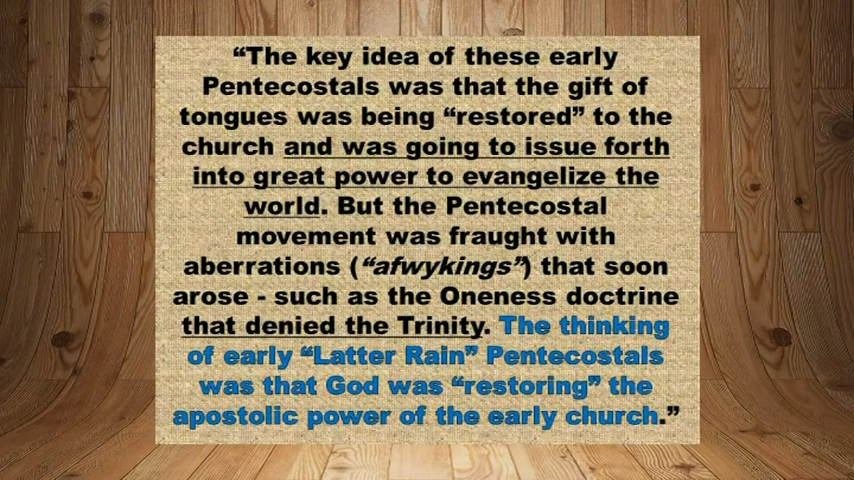 “The key idea of these early
Pentecostals was that the gift of
tongues was being “restored” to the
church and was going to issue forth
into great power to evangelize the
world. But the Pentecostal
movement was fraught with
aberrations (“afwykings”) that soon
arose - such as the Oneness doctrine
that denied the Trinity. The thinking
of early “Latter Rain” Pentecostals
was that God was “restoring” the
apostolic power of the early church.”